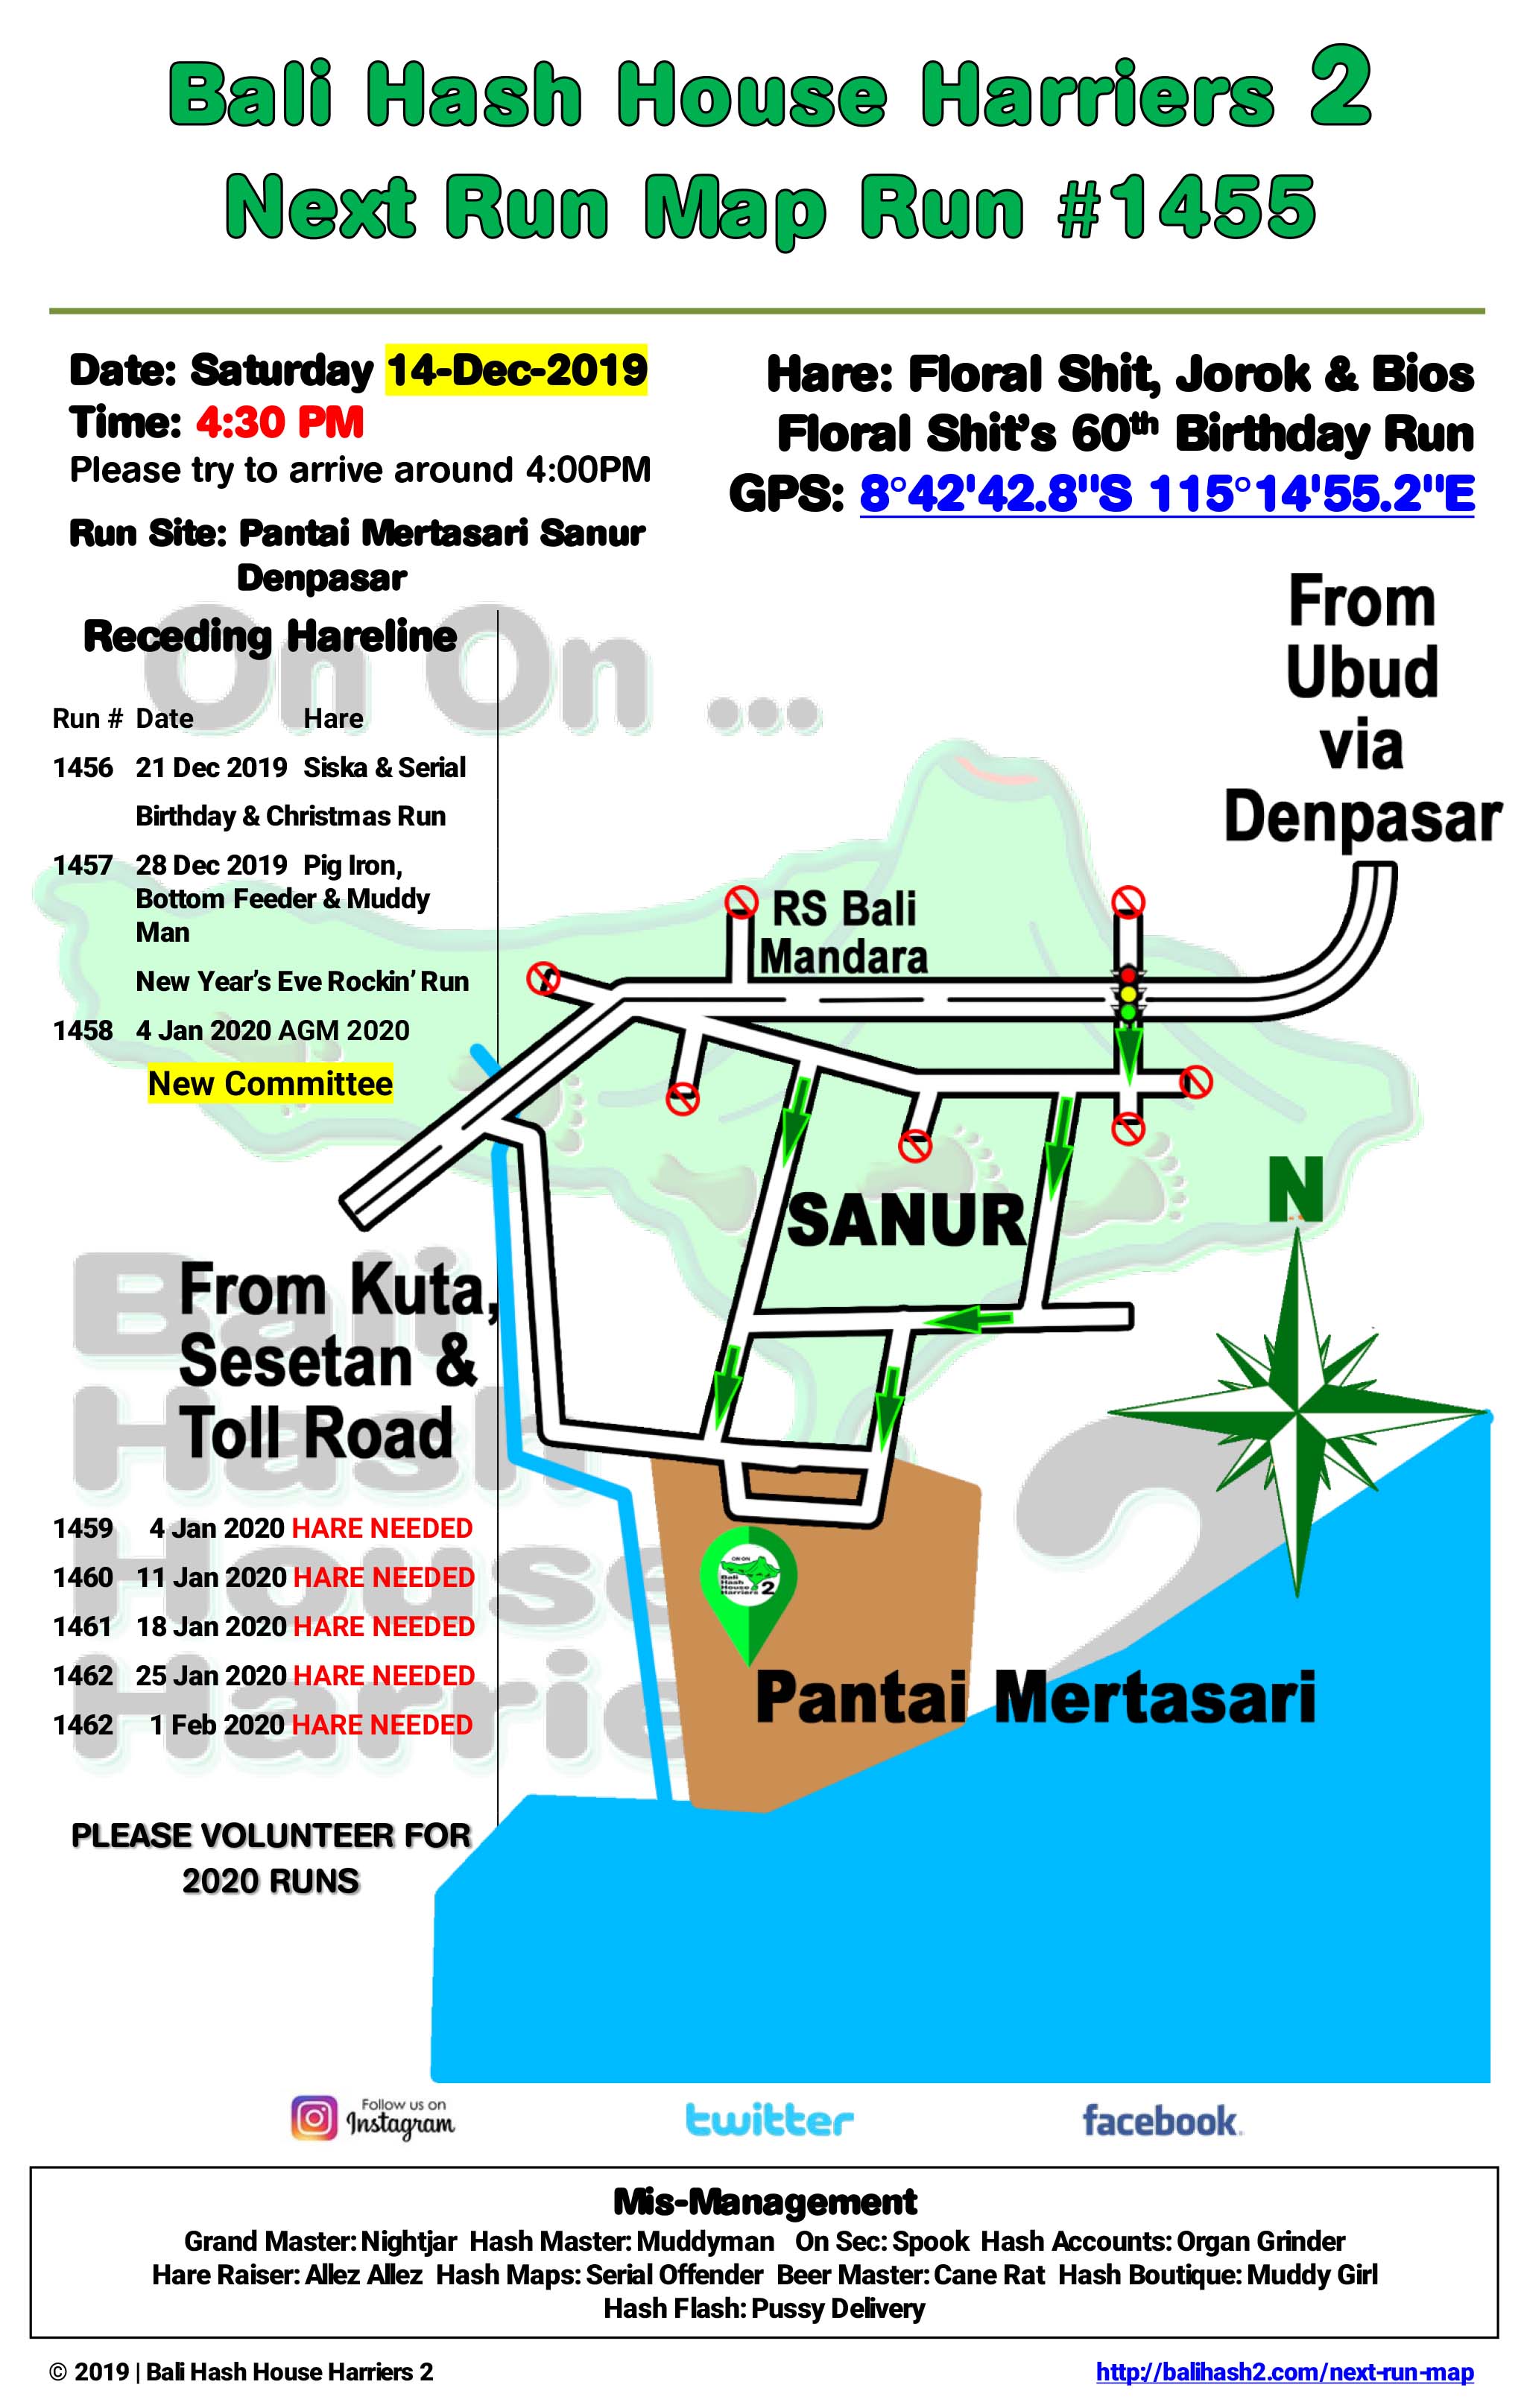 Bali Hash House Harriers 2
Next Run Map Run #1455
Date: Saturday 14-Dec-2019
Time: 4:30 PM
Please try to arrive around 4:00PM
Run Site: Pantai Mertasari Sanur
Denpasar
Hare: Floral Shit, Jorok & Bios
Floral Shit's 60th Birthday Run
GPS: 8°42'42.8"S 115°14'55.2"E
On On ...
Receding Hareline
Run # Date Hare
1456 21 Dec 2019 Siska & Serial
Birthday & Christmas Run
1457 28 Dec 2019 Pig Iron,
Bottom Feeder & Muddy
Man
New Year's Eve Rockin' Run
1458 4 Jan 2020 AGM 2020
New Committee
From
Ubud
via
Denpasar
RS Bali
Mandara
SANUR
N
From Kuta,
Sesetan &
Toll Road
Bali
Hash
House
Harrie
2
1459 4 Jan 2020 HARE NEEDED
1460 11 Jan 2020 HARE NEEDED
1461 18 Jan 2020 HARE NEEDED
1462 25 Jan 2020 HARE NEEDED
1462 1 Feb 2020 HARE NEEDED
PLEASE VOLUNTEER FOR
2020 RUNS
ON ON
Bali
Hash
House
Harriers 2
Pantai Mertasari
Follow us on
Instagram
twitter
facebook
Mis-Management
Grand Master: Nightjar Hash Master: Muddyman On Sec: Spook Hash Accounts: Organ Grinder
Hare Raiser: Allez Allez Hash Maps: Serial Offender Beer Master: Cane Rat Hash Boutique: Muddy Girl
Hash Flash: Pussy Delivery
© 2019 | Bali Hash House Harriers 2
http://balihash2.com/next-run-map